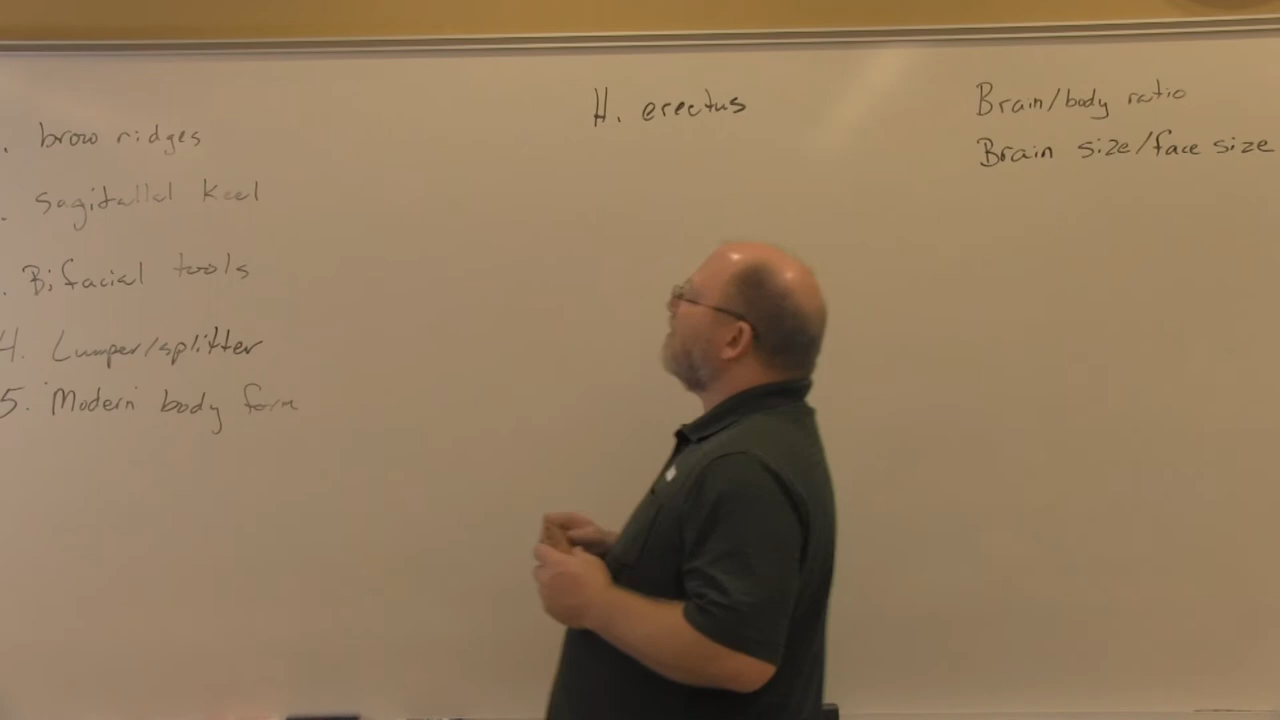 H. erectus
. brow ridges
. Sagitallal Keel
. Bifacial tools
4. Lumper/splitter
5. "Modern" body form
Brain/body ratio
Brain size/face size